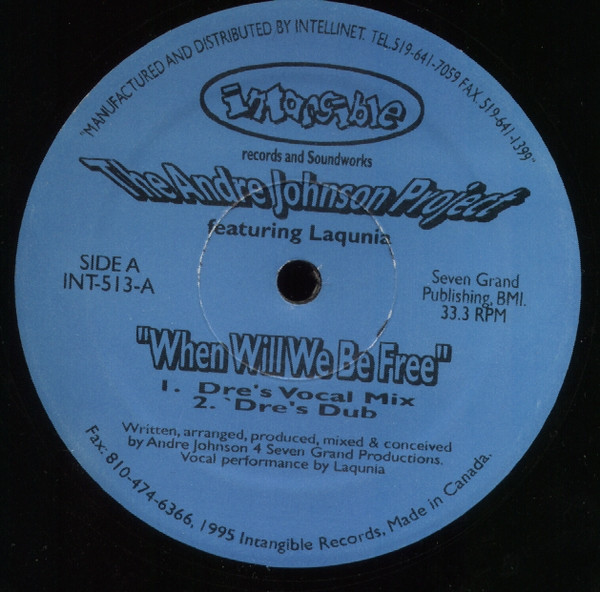 "MANUFACTURED AND DISTRIBUTED BY INTELLINET. TEL.519-641-7059 FAX. 519-641-1399"
intangible
records and Soundworks
The Andre Johnson Project
featuring Laqunia
SIDE A
INT-513-A
Seven Grand
Publishing, BMI.
33.3 RPM
"When Will We Be Free"
1. Dre's Vocal Mix
2. `Dre's Dub
Written, arranged, produced, mixed & conceived
by Andre Johnson 4 Seven Grand Productions.
Vocal performance by Laqunia
Fax: 810-474-6366, 1995 Intangible Records, Made in Canada.